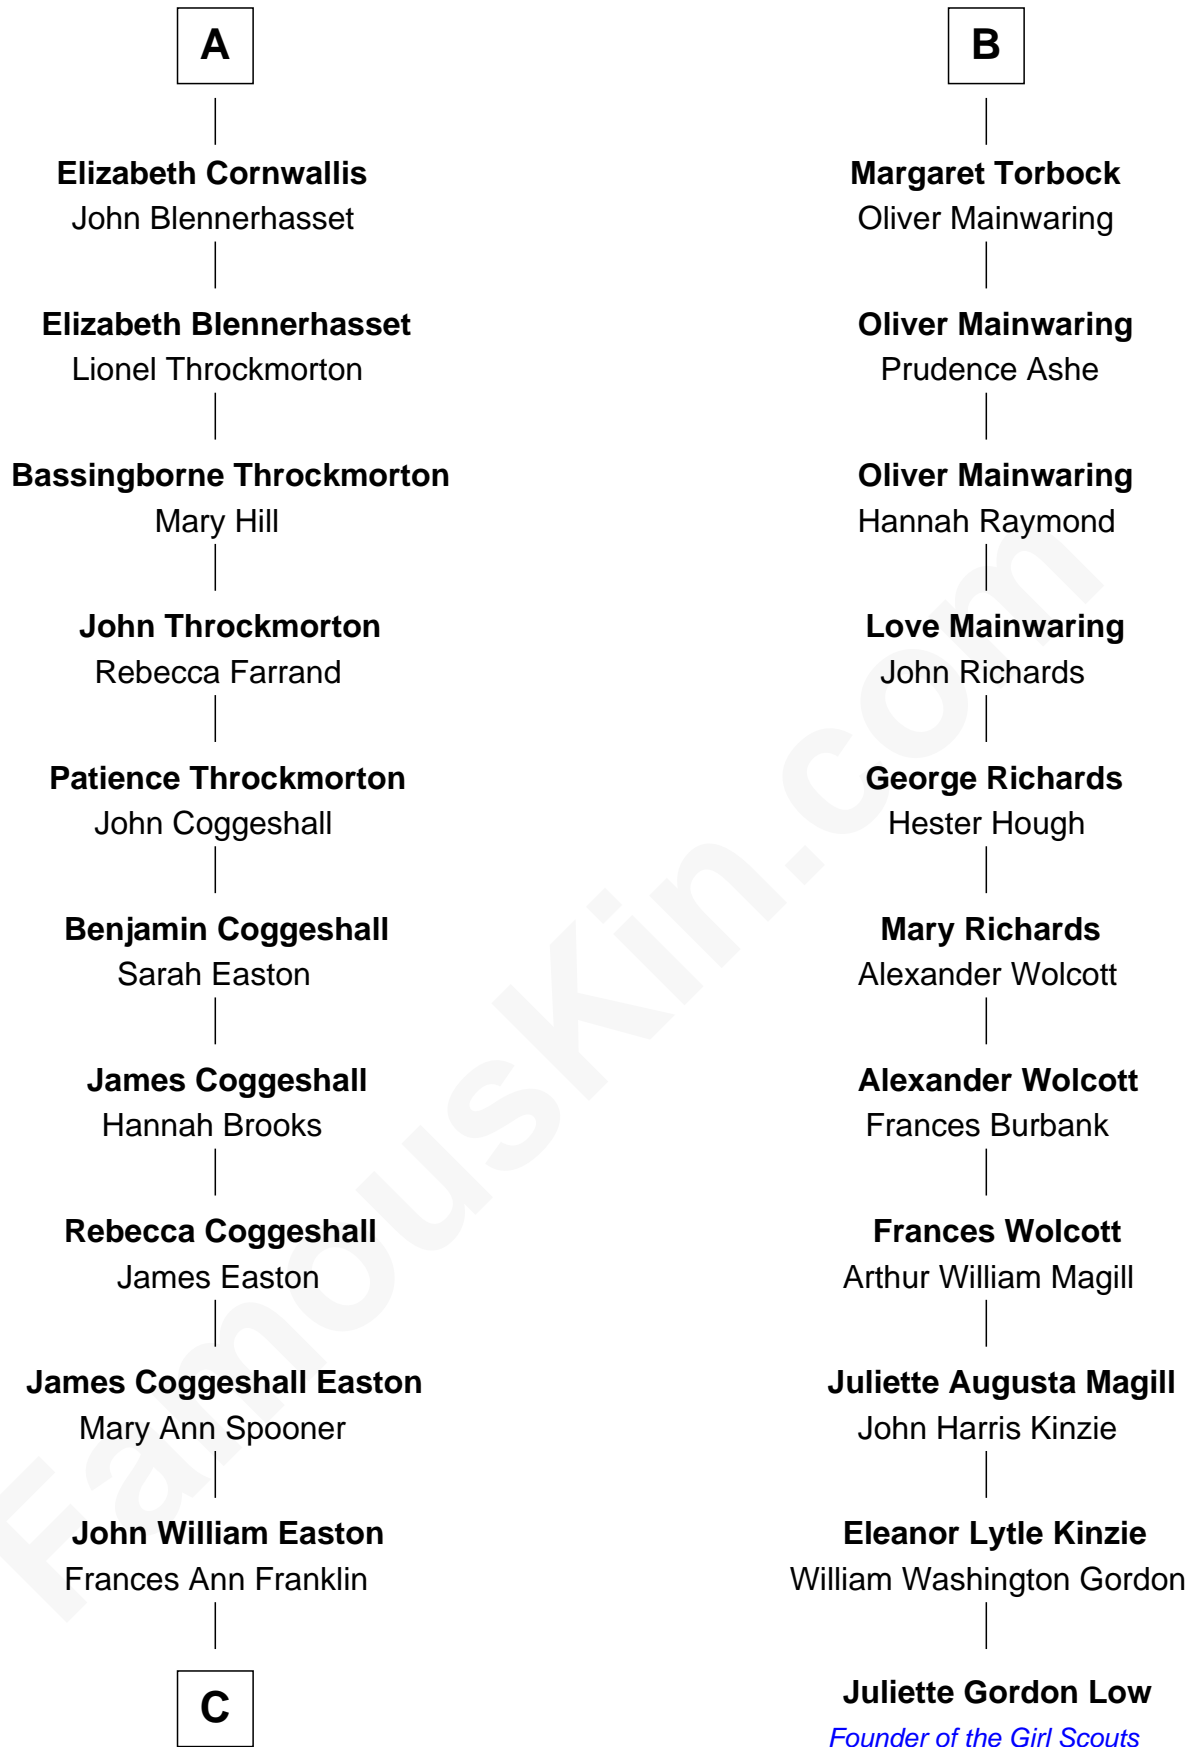 A
Elizabeth Cornwallis
John Blennerhasset
Elizabeth Blennerhasset
Lionel Throckmorton
Bassingborne Throckmorton
Mary Hill
John Throckmorton
Rebecca Farrand
Patience Throckmorton
John Coggeshall
Benjamin Coggeshall
Sarah Easton
James Coggeshall
Hannah Brooks
Rebecca Coggeshall
James Easton
James Coggeshall Easton
Mary Ann Spooner
John William Easton
Frances Ann Franklin
C
B
Margaret Torbock
Oliver Mainwaring
Oliver Mainwaring
Prudence Ashe
Oliver Mainwaring
Hannah Raymond
Love Mainwaring
John Richards
George Richards
Hester Hough
Mary Richards
Alexander Wolcott
Alexander Wolcott
Frances Burbank
Frances Wolcott
Arthur William Magill
Juliette Augusta Magill
John Harris Kinzie
Eleanor Lytle Kinzie
William Washington Gordon
Juliette Gordon Low
Founder of the Girl Scouts
FamousKin.com